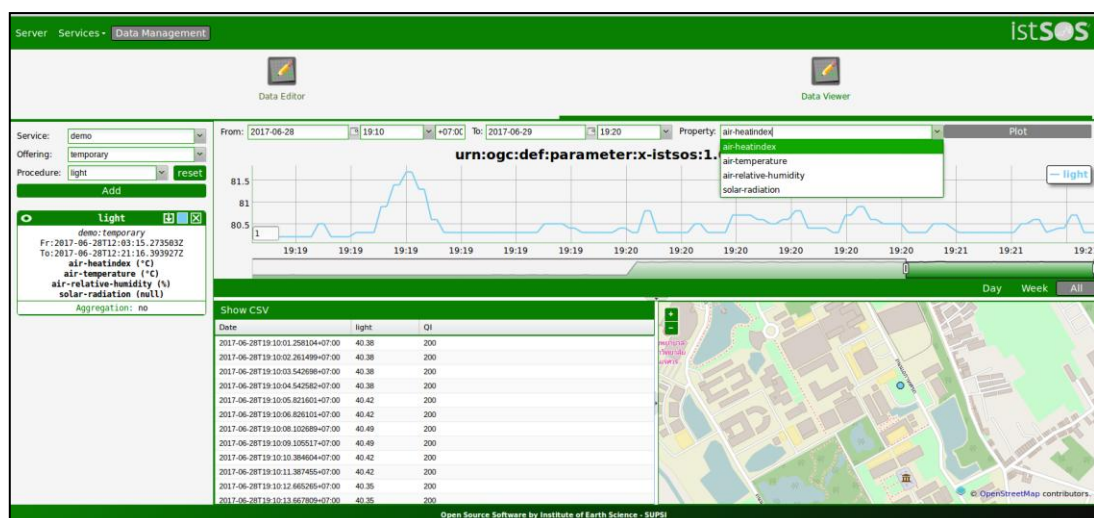 Server Services Data Management
istSOS
Data Editor
Data Viewer
Service: demo
Offering: temporary
Procedure: light reset
Add
light
demo:temporary
Fr:2017-06-28T12:03:15.273503Z
To:2017-06-28T12:21:16.393927Z
air-heatindex (°C)
air-temperature (°C)
air-relative-humidity (%)
solar-radiation (null)
Aggregation: no
From: 2017-06-28 19:10 +07:00 To: 2017-06-29 19:20 Property: air-heatindex Plot
air-heatindex
air-temperature
air-relative-humidity
solar-radiation
urn:ogc:def:parameter:x-istsos:1.
light
81.5
81
80.5
1
19:19 19:19 19:19 19:19 19:19 19:19 19:20 19:20 19:20 19:20 19:20 19:20 19:20 19:21 19:21 19:2
Day Week All
Show CSV
Date light QI
2017-06-28T19:10:01.258104+07:00 40.38 200
2017-06-28T19:10:02.261499+07:00 40.38 200
2017-06-28T19:10:03.542698+07:00 40.38 200
2017-06-28T19:10:04.542582+07:00 40.38 200
2017-06-28T19:10:05.821601+07:00 40.42 200
2017-06-28T19:10:06.826101+07:00 40.42 200
2017-06-28T19:10:08.102689+07:00 40.49 200
2017-06-28T19:10:09.105517+07:00 40.49 200
2017-06-28T19:10:10.384604+07:00 40.42 200
2017-06-28T19:10:11.387455+07:00 40.42 200
2017-06-28T19:10:12.665265+07:00 40.35 200
2017-06-28T19:10:13.667809+07:00 40.35 200
+
−
© OpenStreetMap contributors.
Open Source Software by Institute of Earth Science - SUPSI